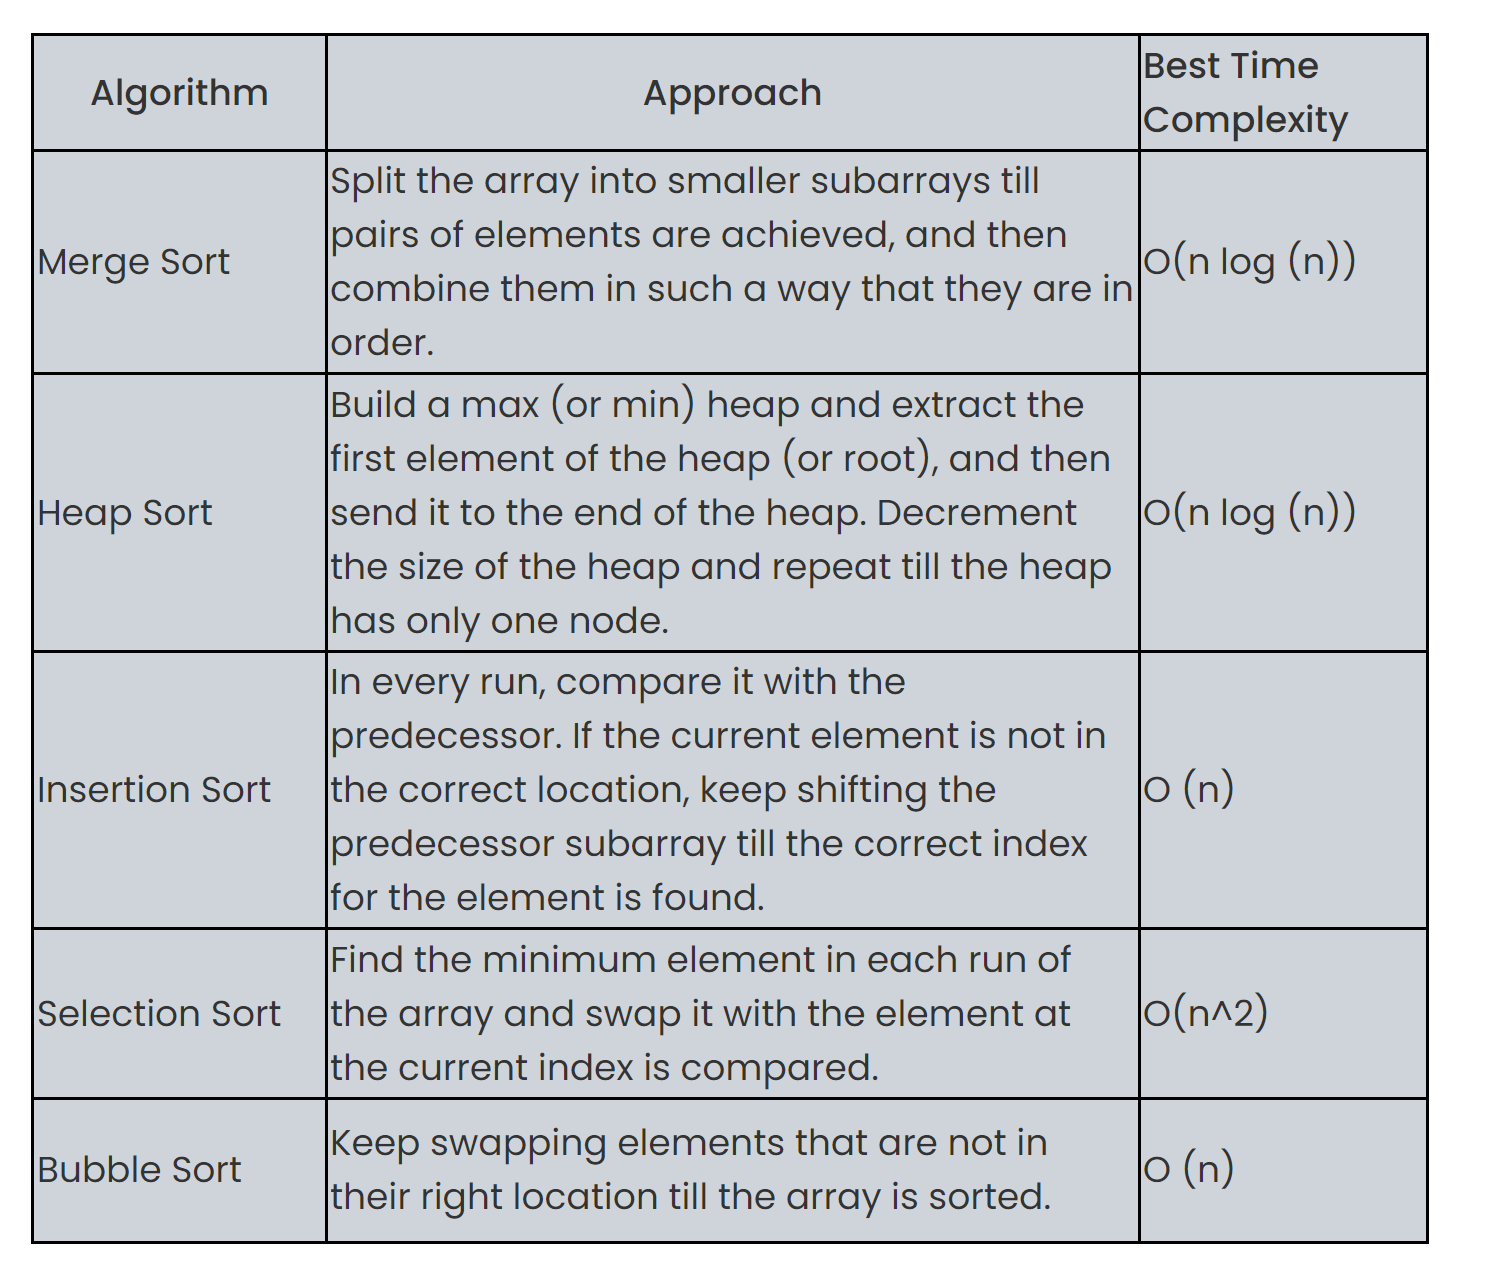 Algorithm
Approach
Best Time
Complexity
Merge Sort
Split the array into smaller subarrays till
pairs of elements are achieved, and then
combine them in such a way that they are in
order.
O(n log (n))
Heap Sort
Build a max (or min) heap and extract the
first element of the heap (or root), and then
send it to the end of the heap. Decrement
the size of the heap and repeat till the heap
has only one node.
O(n log (n))
Insertion Sort
In every run, compare it with the
predecessor. If the current element is not in
the correct location, keep shifting the
predecessor subarray till the correct index
for the element is found.
O (n)
Selection Sort
Find the minimum element in each run of
the array and swap it with the element at
the current index is compared.
O(n^2)
Bubble Sort
Keep swapping elements that are not in
their right location till the array is sorted.
O (n)